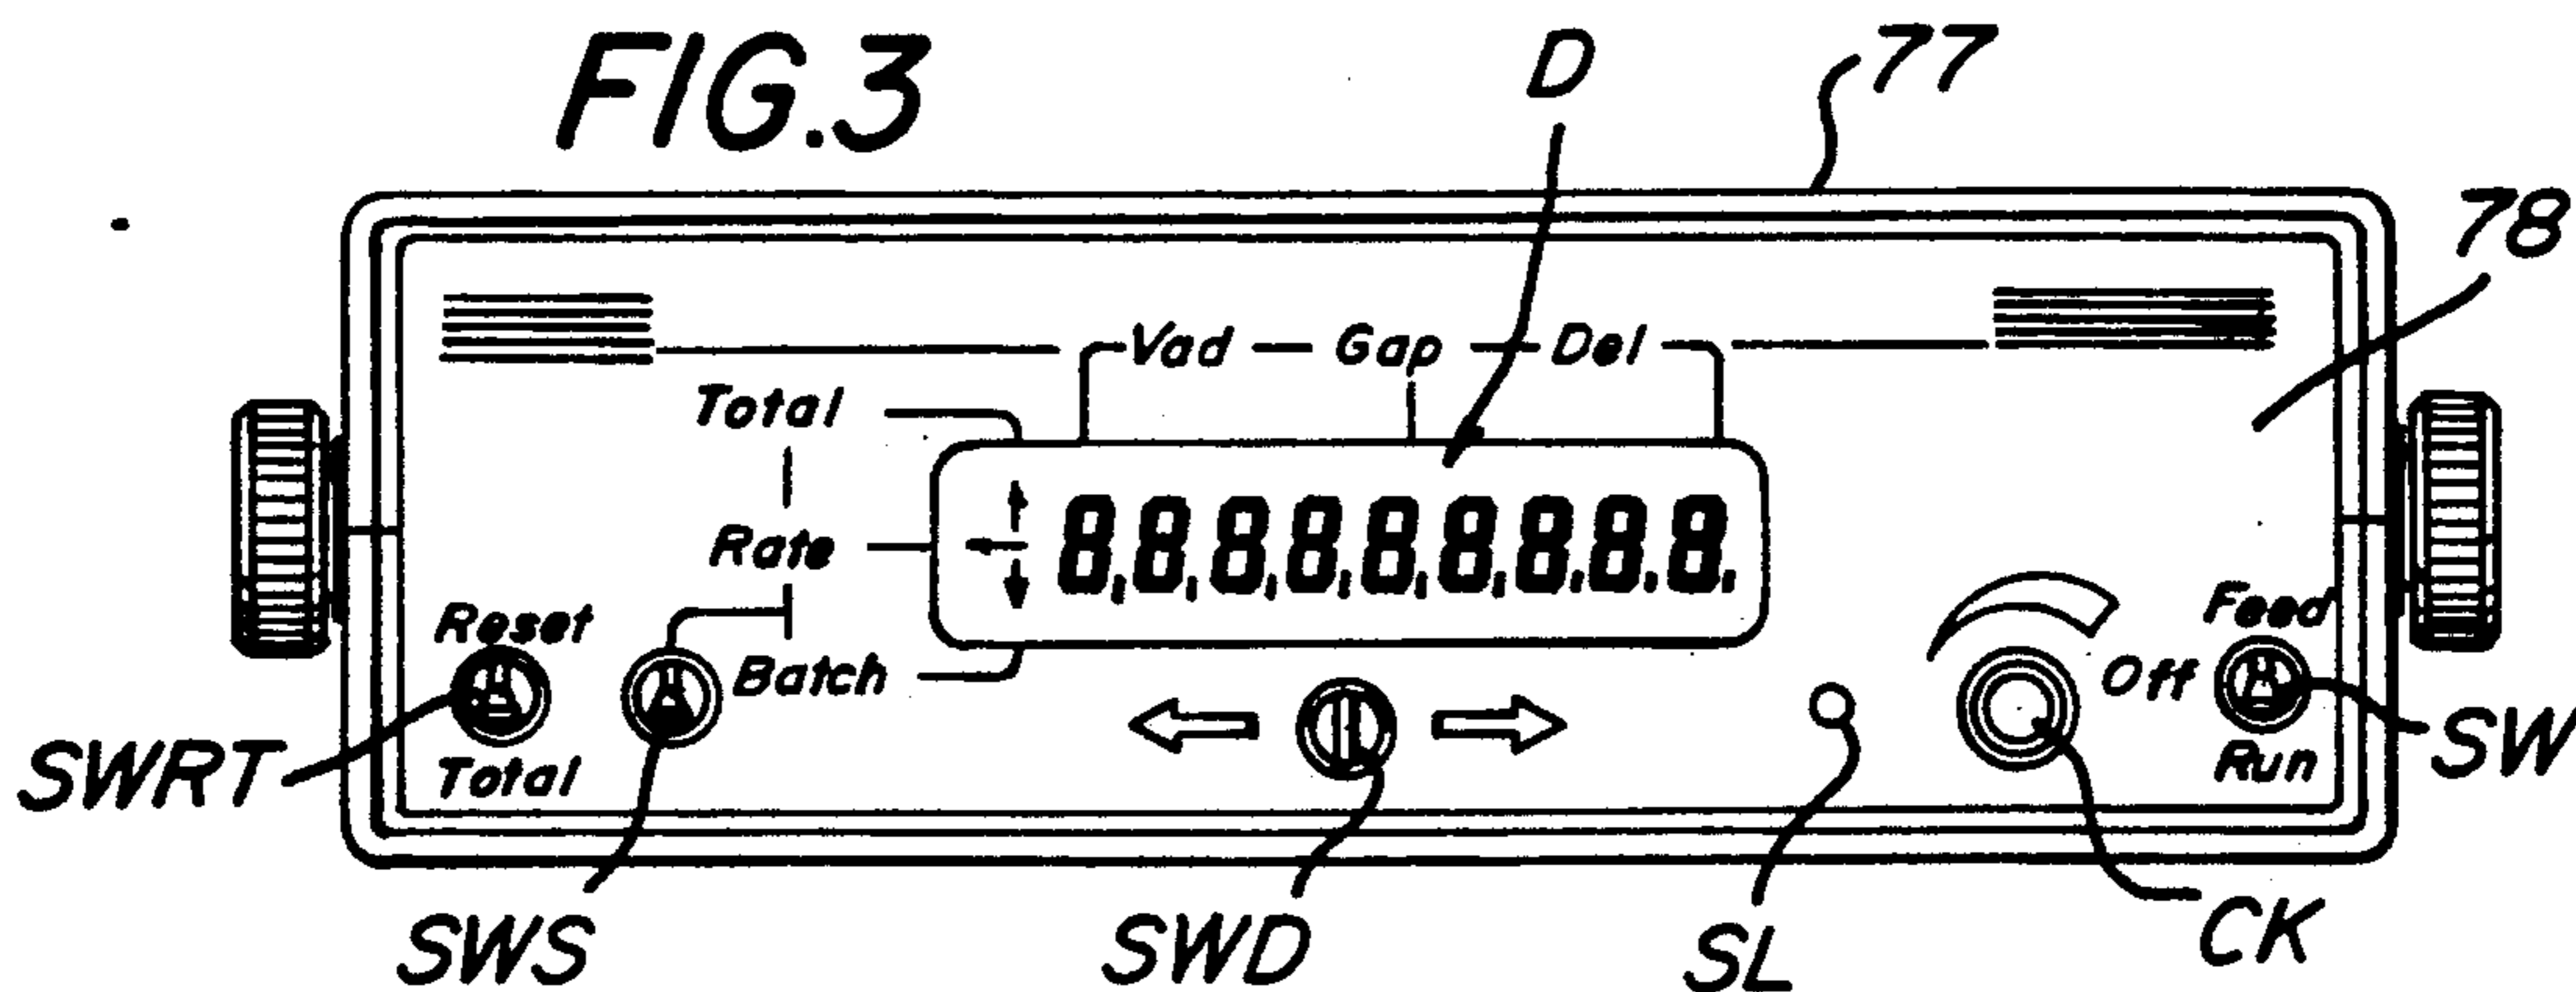 FIG.3
D
77
78
Vad Gap Del
Total
Rate
8,8,8,8,8,8,8.8.8.
Reset
Feed
Batch
Off
Total
Run
SWRT
SW
SWS
SWD
SL
CK